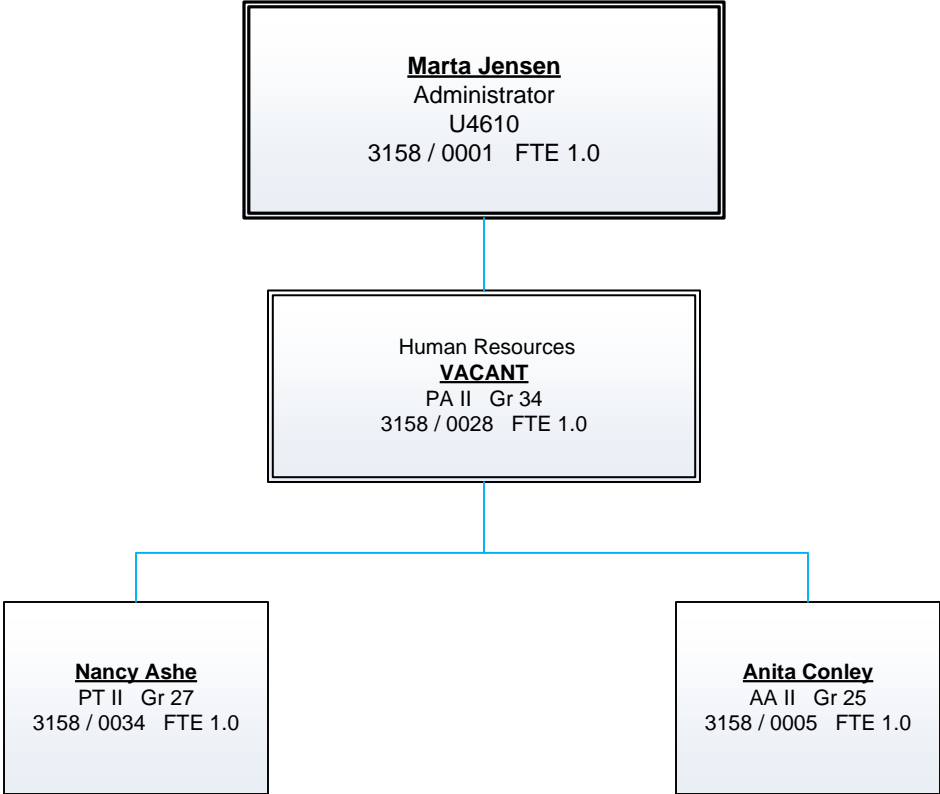 Marta Jensen
Administrator
U4610
3158 / 0001 FTE 1.0
Human Resources
VACANT
PA II Gr 34
3158 / 0028 FTE 1.0
Nancy Ashe
PT II Gr 27
3158 / 0034 FTE 1.0
Anita Conley
AA II Gr 25
3158 / 0005 FTE 1.0